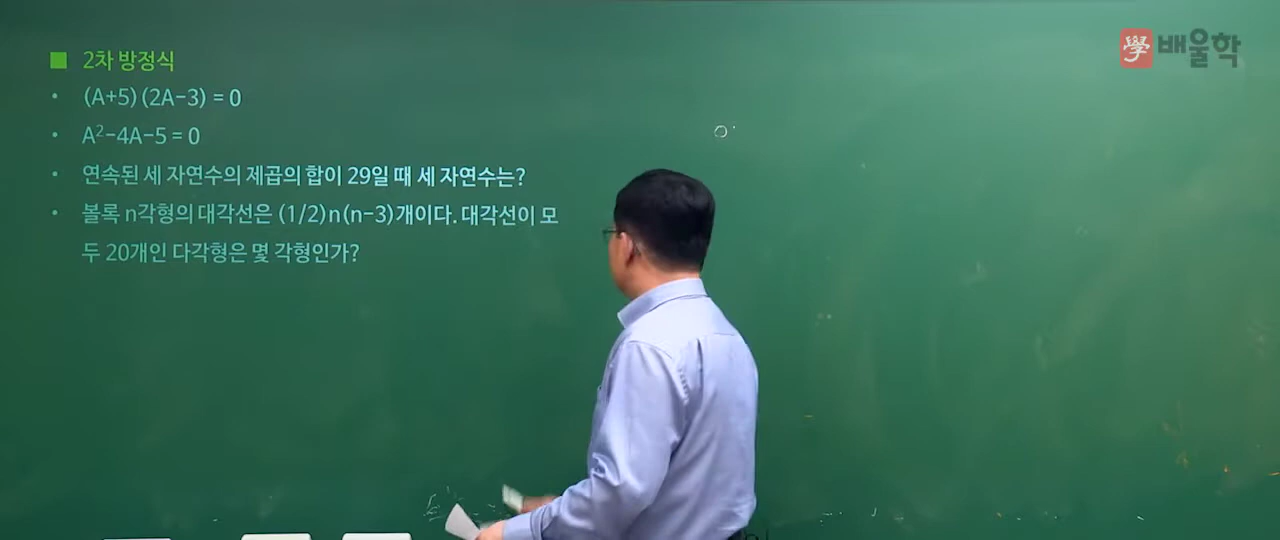 學 배울학
2차 방정식
(A+5)(2A-3) = 0
A²-4A-5 = 0
연속된 세 자연수의 제곱의 합이 29일 때 세 자연수는?
볼록 n각형의 대각선은 (1/2)n(n-3)개이다. 대각선이 모
두 20개인 다각형은 몇 각형인가?